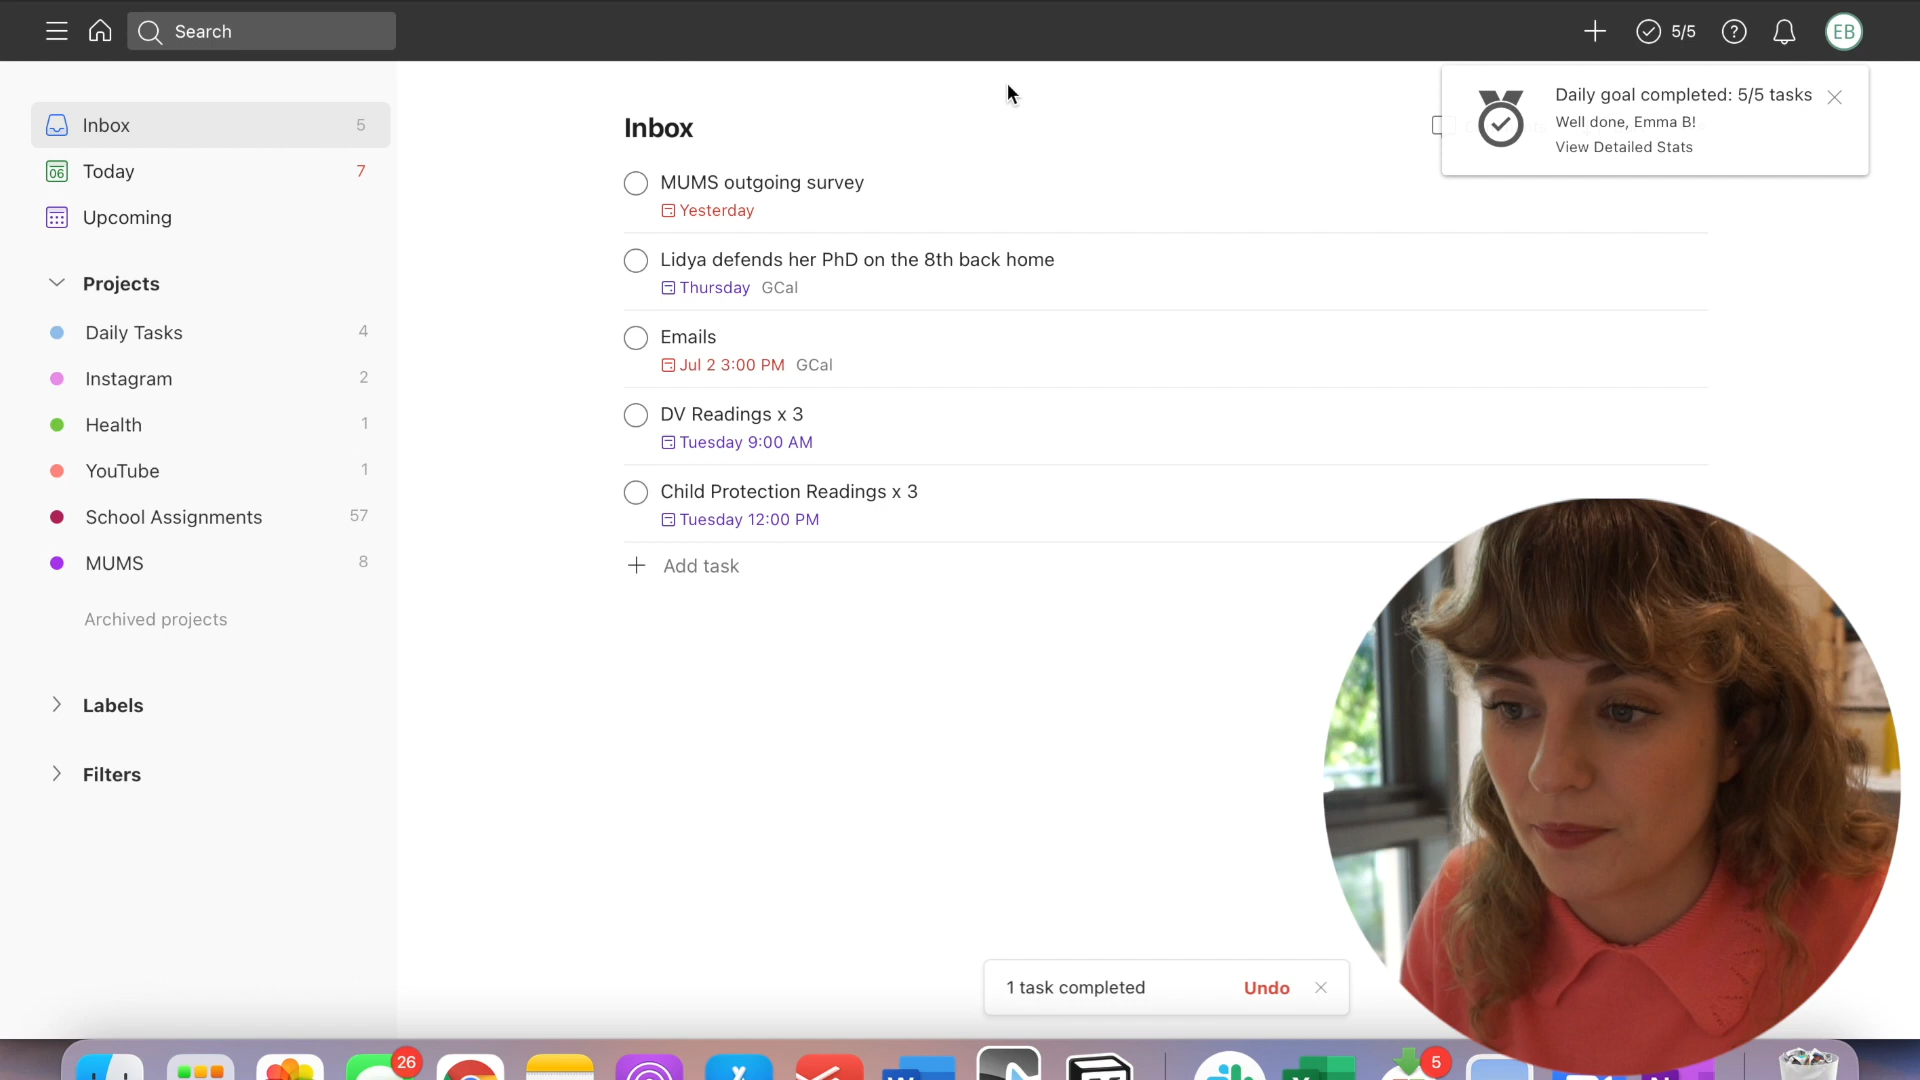 Search
5/5
EB
Daily goal completed: 5/5 tasks
Well done, Emma B!
View Detailed Stats
Inbox 5
06 Today 7
Upcoming
Projects
Daily Tasks 4
Instagram 2
Health 1
YouTube 1
School Assignments 57
MUMS 8
Archived projects
Labels
Filters
Inbox
MUMS outgoing survey
Yesterday
Lidya defends her PhD on the 8th back home
Thursday GCal
Emails
Jul 2 3:00 PM GCal
DV Readings x 3
Tuesday 9:00 AM
Child Protection Readings x 3
Tuesday 12:00 PM
Add task
1 task completed Undo
26
5